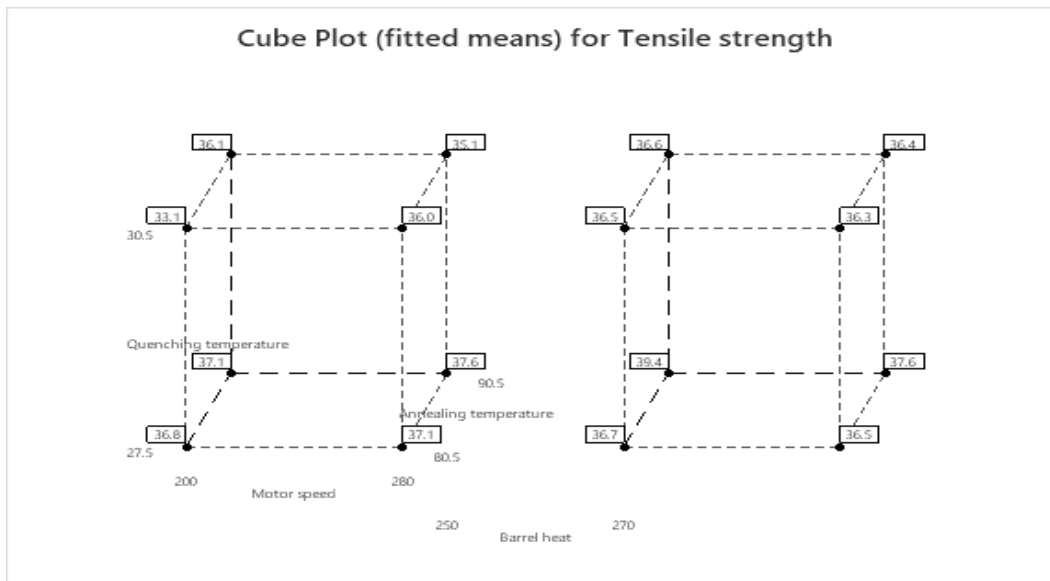 Cube Plot (fitted means) for Tensile strength
36.1 35.1 36.6 36.4
33.1 36.0 36.5 36.3
30.5
Quenching temperature
37.1 37.6 39.4 37.6
90.5
Annealing temperature
36.8 37.1 36.7 36.5
27.5 80.5
200 280
Motor speed
250 270
Barrel heat